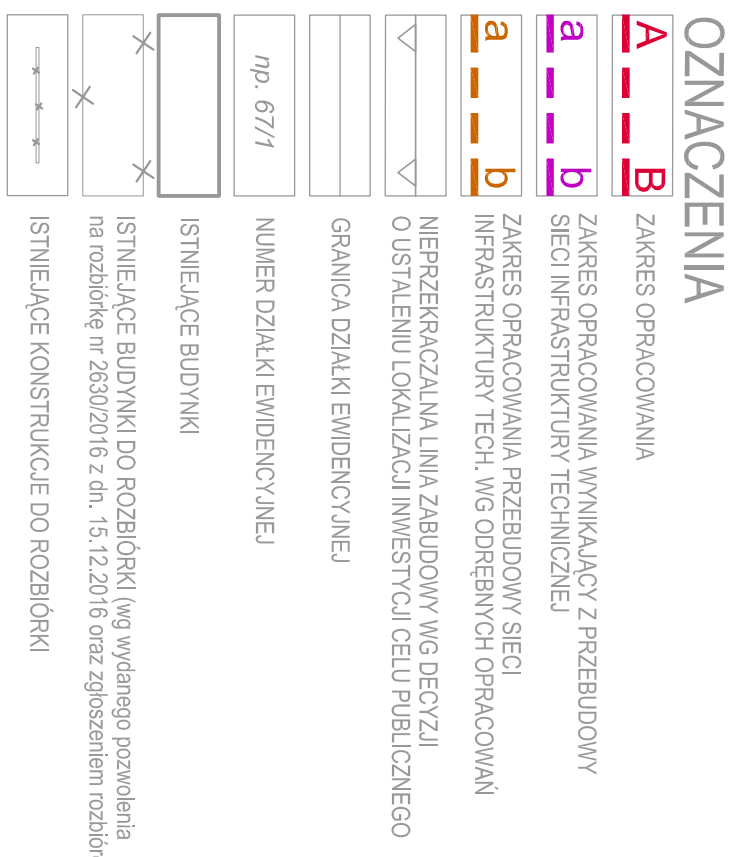 OZNACZENIA
A B
ZAKRES OPRACOWANIA
a b
ZAKRES OPRACOWANIA WYNIKAJĄCY Z PRZEBUDOWY
SIECI INFRASTRUKTURY TECHNICZNEJ
a b
ZAKRES OPRACOWANIA PRZEBUDOWY SIECI
INFRASTRUKTURY TECH. WG ODRĘBNYCH OPRACOWAŃ
NIEPRZEKRACZALNA LINIA ZABUDOWY WG DECYZJI
O USTALENIU LOKALIZACJI INWESTYCJI CELU PUBLICZNEGO
GRANICA DZIAŁKI EWIDENCYJNEJ
np. 67/1
NUMER DZIAŁKI EWIDENCYJNEJ
ISTNIEJĄCE BUDYNKI
ISTNIEJĄCE BUDYNKI DO ROZBIÓRKI (wg wydanego pozwolenia
na rozbiórkę nr 2630/2016 z dn. 15.12.2016 oraz zgłoszeniem
ISTNIEJĄCE KONSTRUKCJE DO ROZBIÓRKI